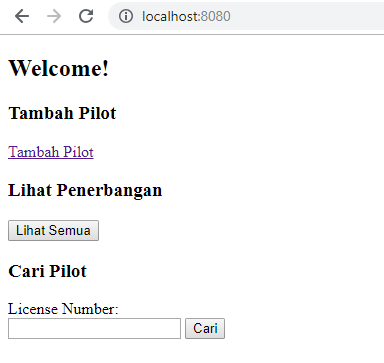 localhost:8080
Welcome!
Tambah Pilot
Tambah Pilot
Lihat Penerbangan
Lihat Semua
Cari Pilot
License Number:
Cari